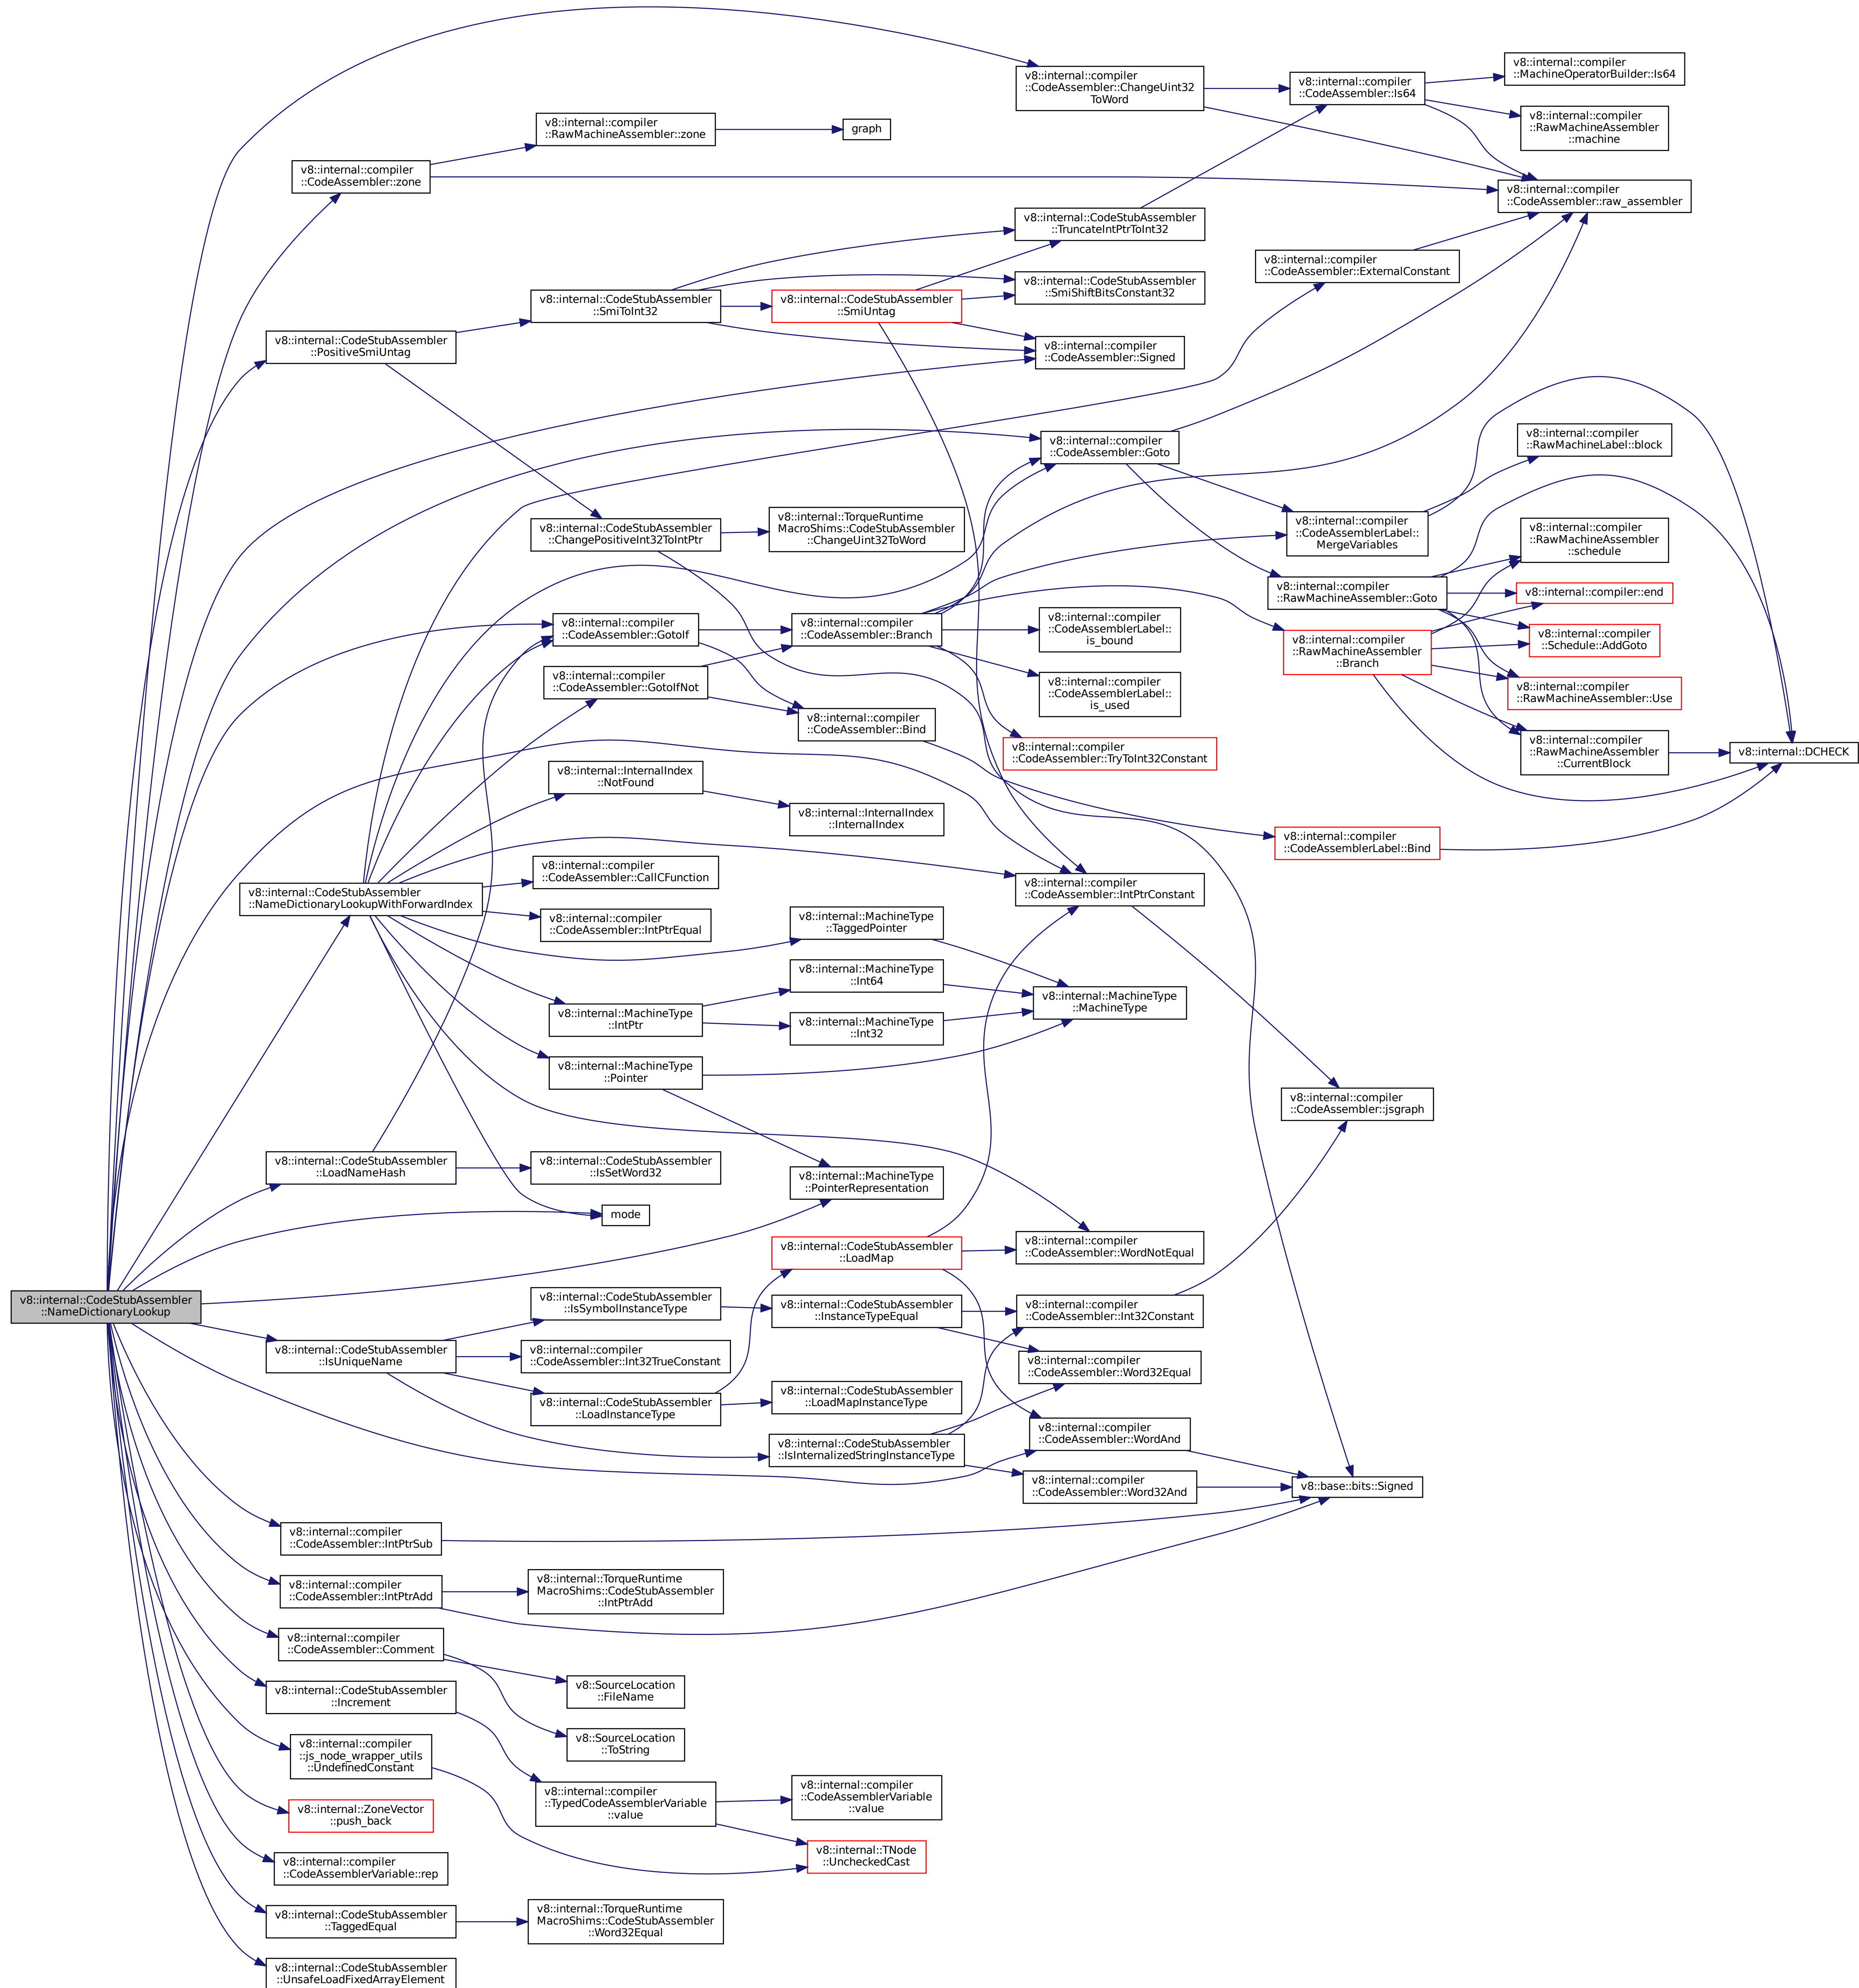 v8::internal::compiler
::CodeAssembler::ChangeUint32
ToWord
v8::internal::compiler
::CodeAssembler::Is64
v8::internal::compiler
::MachineOperatorBuilder::Is64
v8::internal::compiler
::RawMachineAssembler
::machine
v8::internal::compiler
::RawMachineAssembler::zone
graph
v8::internal::compiler
::CodeAssembler::zone
v8::internal::compiler
::CodeAssembler::raw_assembler
v8::internal::CodeStubAssembler
::TruncateIntPtrToInt32
v8::internal::compiler
::CodeAssembler::ExternalConstant
v8::internal::CodeStubAssembler
::SmiShiftBitsConstant32
v8::internal::CodeStubAssembler
::SmiToInt32
v8::internal::CodeStubAssembler
::SmiUntag
v8::internal::CodeStubAssembler
::PositiveSmiUntag
v8::internal::compiler
::CodeAssembler::Signed
v8::internal::compiler
::CodeAssembler::Goto
v8::internal::compiler
::RawMachineLabel::block
v8::internal::CodeStubAssembler
::ChangePositiveInt32ToIntPtr
v8::internal::TorqueRuntime
MacroShims::CodeStubAssembler
::ChangeUint32ToWord
v8::internal::compiler
::CodeAssemblerLabel::
MergeVariables
v8::internal::compiler
::RawMachineAssembler
::schedule
v8::internal::compiler
::RawMachineAssembler::Goto
v8::internal::compiler::end
v8::internal::compiler
::CodeAssembler::GotoIf
v8::internal::compiler
::CodeAssembler::Branch
v8::internal::compiler
::CodeAssemblerLabel::
is_bound
v8::internal::compiler
::RawMachineAssembler
::Branch
v8::internal::compiler
::Schedule::AddGoto
v8::internal::compiler
::CodeAssembler::GotoIfNot
v8::internal::compiler
::CodeAssemblerLabel::
is_used
v8::internal::compiler
::RawMachineAssembler::Use
v8::internal::compiler
::CodeAssembler::Bind
v8::internal::compiler
::CodeAssembler::TryToInt32Constant
v8::internal::compiler
::RawMachineAssembler
::CurrentBlock
v8::internal::DCHECK
v8::internal::InternalIndex
::NotFound
v8::internal::InternalIndex
::InternalIndex
v8::internal::compiler
::CodeAssemblerLabel::Bind
v8::internal::compiler
::CodeAssembler::CallCFunction
v8::internal::CodeStubAssembler
::NameDictionaryLookupWithForwardIndex
v8::internal::compiler
::CodeAssembler::IntPtrConstant
v8::internal::compiler
::CodeAssembler::IntPtrEqual
v8::internal::MachineType
::TaggedPointer
v8::internal::MachineType
::Int64
v8::internal::MachineType
::MachineType
v8::internal::MachineType
::IntPtr
v8::internal::MachineType
::Int32
v8::internal::MachineType
::Pointer
v8::internal::compiler
::CodeAssembler::jsgraph
v8::internal::CodeStubAssembler
::LoadNameHash
v8::internal::CodeStubAssembler
::IsSetWord32
v8::internal::MachineType
::PointerRepresentation
mode
v8::internal::CodeStubAssembler
::LoadMap
v8::internal::compiler
::CodeAssembler::WordNotEqual
v8::internal::CodeStubAssembler
::NameDictionaryLookup
v8::internal::CodeStubAssembler
::IsSymbolInstanceType
v8::internal::CodeStubAssembler
::InstanceTypeEqual
v8::internal::compiler
::CodeAssembler::Int32Constant
v8::internal::CodeStubAssembler
::IsUniqueName
v8::internal::compiler
::CodeAssembler::Int32TrueConstant
v8::internal::compiler
::CodeAssembler::Word32Equal
v8::internal::CodeStubAssembler
::LoadInstanceType
v8::internal::CodeStubAssembler
::LoadMapInstanceType
v8::internal::CodeStubAssembler
::IsInternalizedStringInstanceType
v8::internal::compiler
::CodeAssembler::WordAnd
v8::internal::compiler
::CodeAssembler::Word32And
v8::base::bits::Signed
v8::internal::compiler
::CodeAssembler::IntPtrSub
v8::internal::compiler
::CodeAssembler::IntPtrAdd
v8::internal::TorqueRuntime
MacroShims::CodeStubAssembler
::IntPtrAdd
v8::internal::compiler
::CodeAssembler::Comment
v8::SourceLocation
::FileName
v8::internal::CodeStubAssembler
::Increment
v8::SourceLocation
::ToString
v8::internal::compiler
::js_node_wrapper_utils
::UndefinedConstant
v8::internal::compiler
::TypedCodeAssemblerVariable
::value
v8::internal::compiler
::CodeAssemblerVariable
::value
v8::internal::ZoneVector
::push_back
v8::internal::TNode
::UncheckedCast
v8::internal::compiler
::CodeAssemblerVariable::rep
v8::internal::CodeStubAssembler
::TaggedEqual
v8::internal::TorqueRuntime
MacroShims::CodeStubAssembler
::Word32Equal
v8::internal::CodeStubAssembler
::UnsafeLoadFixedArrayElement